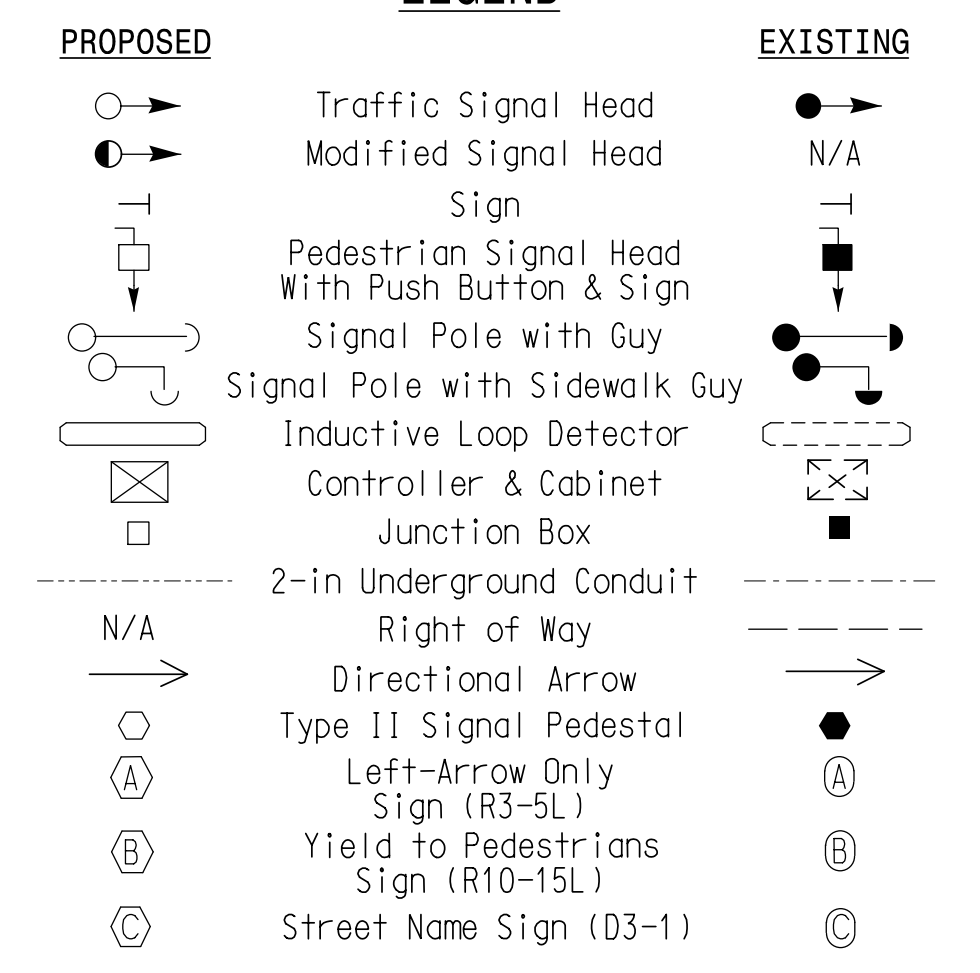 LEGEND
PROPOSED EXISTING
Traffic Signal Head
Modified Signal Head N/A
Sign
Pedestrian Signal Head
With Push Button & Sign
Signal Pole with Guy
Signal Pole with Sidewalk Guy
Inductive Loop Detector
Controller & Cabinet
Junction Box
2-in Underground Conduit
N/A Right of Way
Directional Arrow
Type II Signal Pedestal
A Left-Arrow Only A
Sign (R3-5L)
B Yield to Pedestrians B
Sign (R10-15L)
C Street Name Sign (D3-1) C